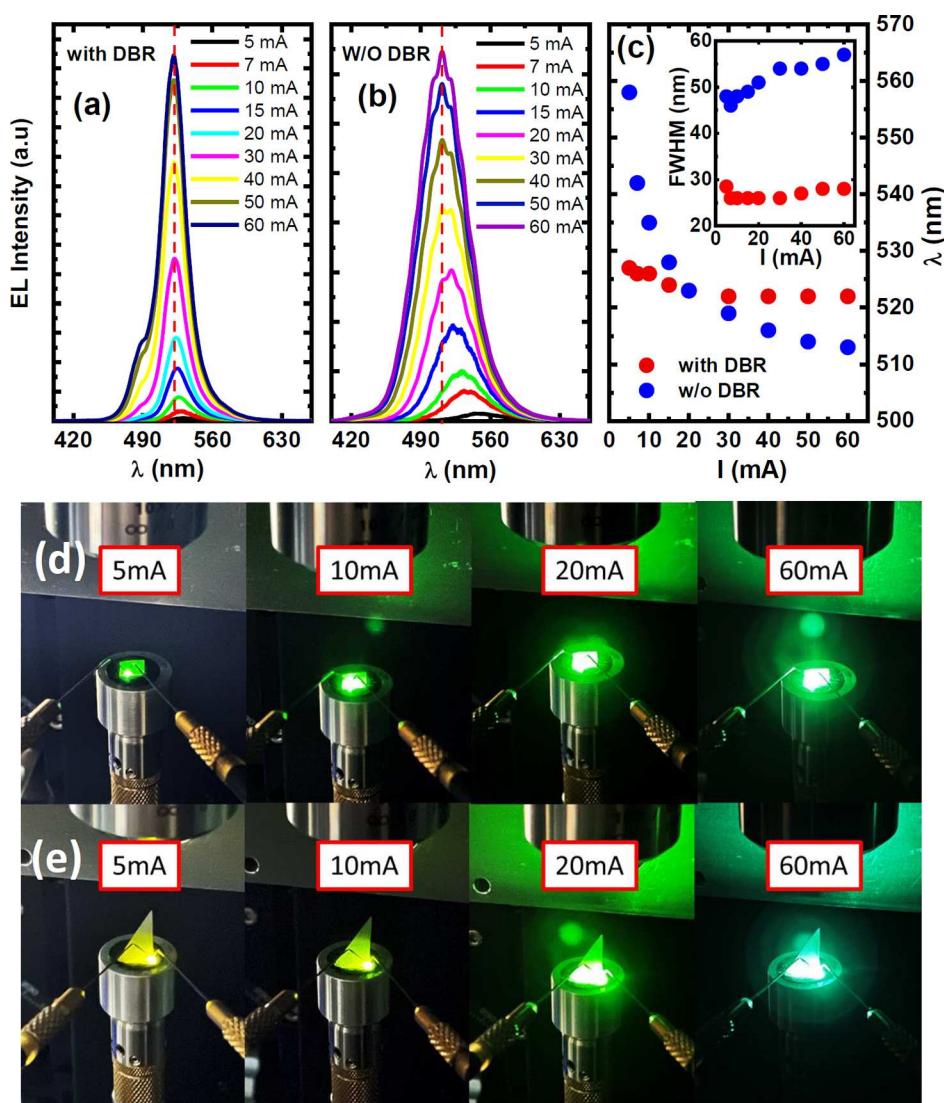 with DBR
(a)
5 mA
7 mA
10 mA
15 mA
20 mA
30 mA
40 mA
50 mA
60 mA
EL Intensity (a.u)
420 490 560 630
λ (nm)
W/O DBR
(b)
5 mA
7 mA
10 mA
15 mA
20 mA
30 mA
40 mA
50 mA
60 mA
420 490 560 630
λ (nm)
(c)
60
50
40
30
20
FWHM (nm)
0 20 40 60
I (mA)
with DBR
w/o DBR
570
560
550
540
530
520
510
500
λ (nm)
10 20 30 40 50 60
I (mA)
(d)
5mA
10mA
20mA
60mA
(e)
5mA
10mA
20mA
60mA